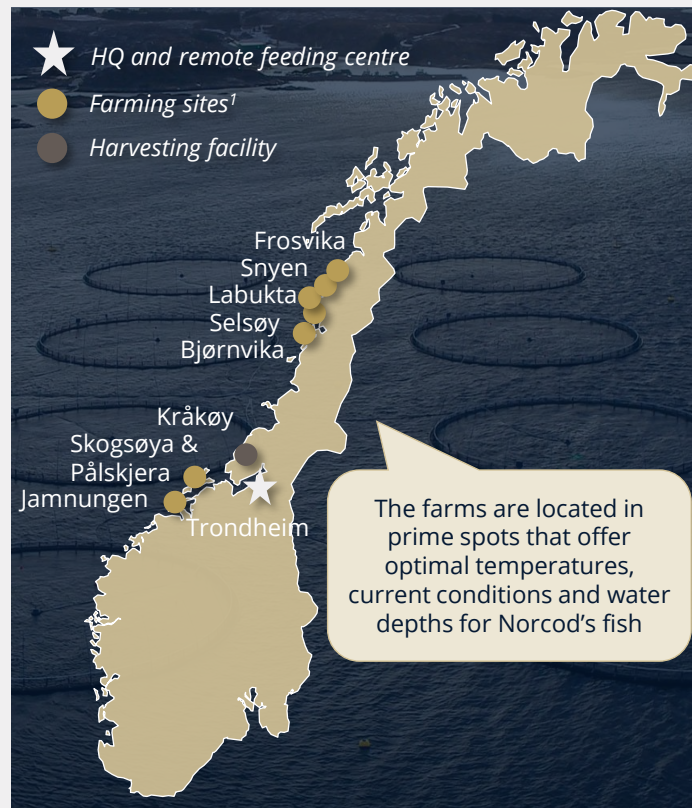 HQ and remote feeding centre
Farming sites¹
Harvesting facility
Frosvika
Snyen
Labukta
Selsøy
Bjørnvika
Kråkøy
Skogsøya &
Pålskjera
Jamnungen
Trondheim
The farms are located in
prime spots that offer
optimal temperatures,
current conditions and water
depths for Norcod's fish